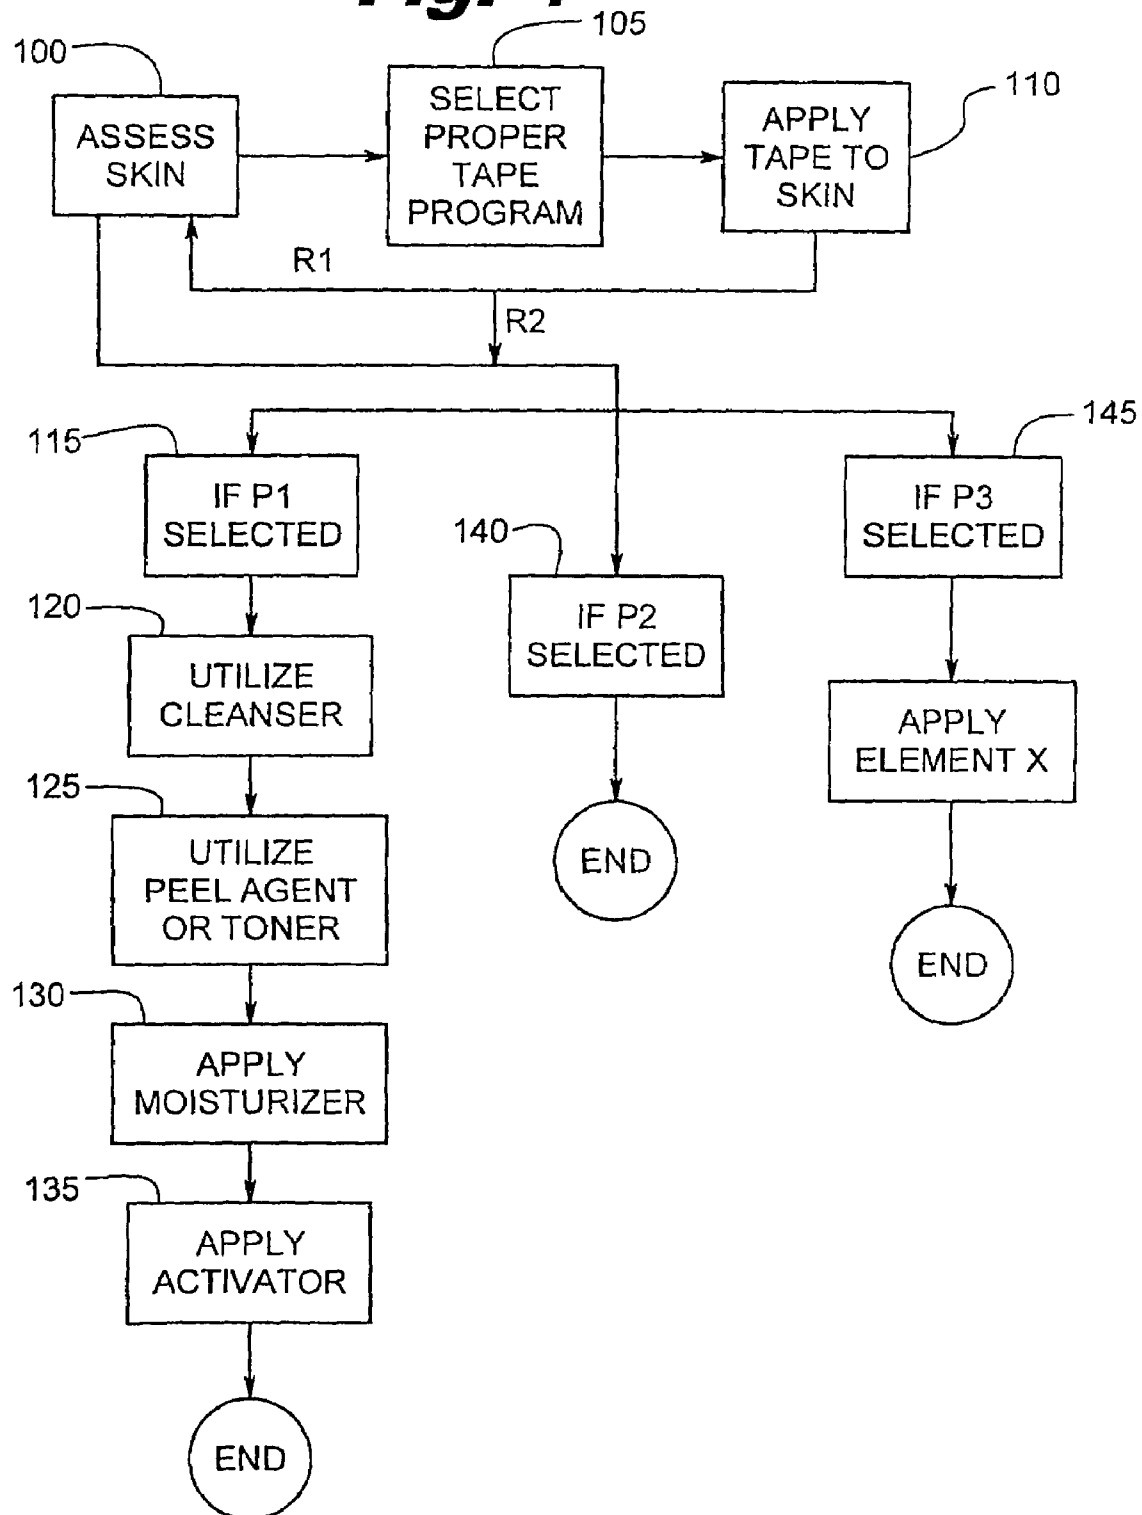 100
105
110
ASSESS
SKIN
SELECT
PROPER
TAPE
PROGRAM
APPLY
TAPE TO
SKIN
R1
R2
115
IF P1
SELECTED
140
IF P2
SELECTED
145
IF P3
SELECTED
120
UTILIZE
CLEANSER
APPLY
ELEMENT X
125
UTILIZE
PEEL AGENT
OR TONER
END
END
130
APPLY
MOISTURIZER
135
APPLY
ACTIVATOR
END